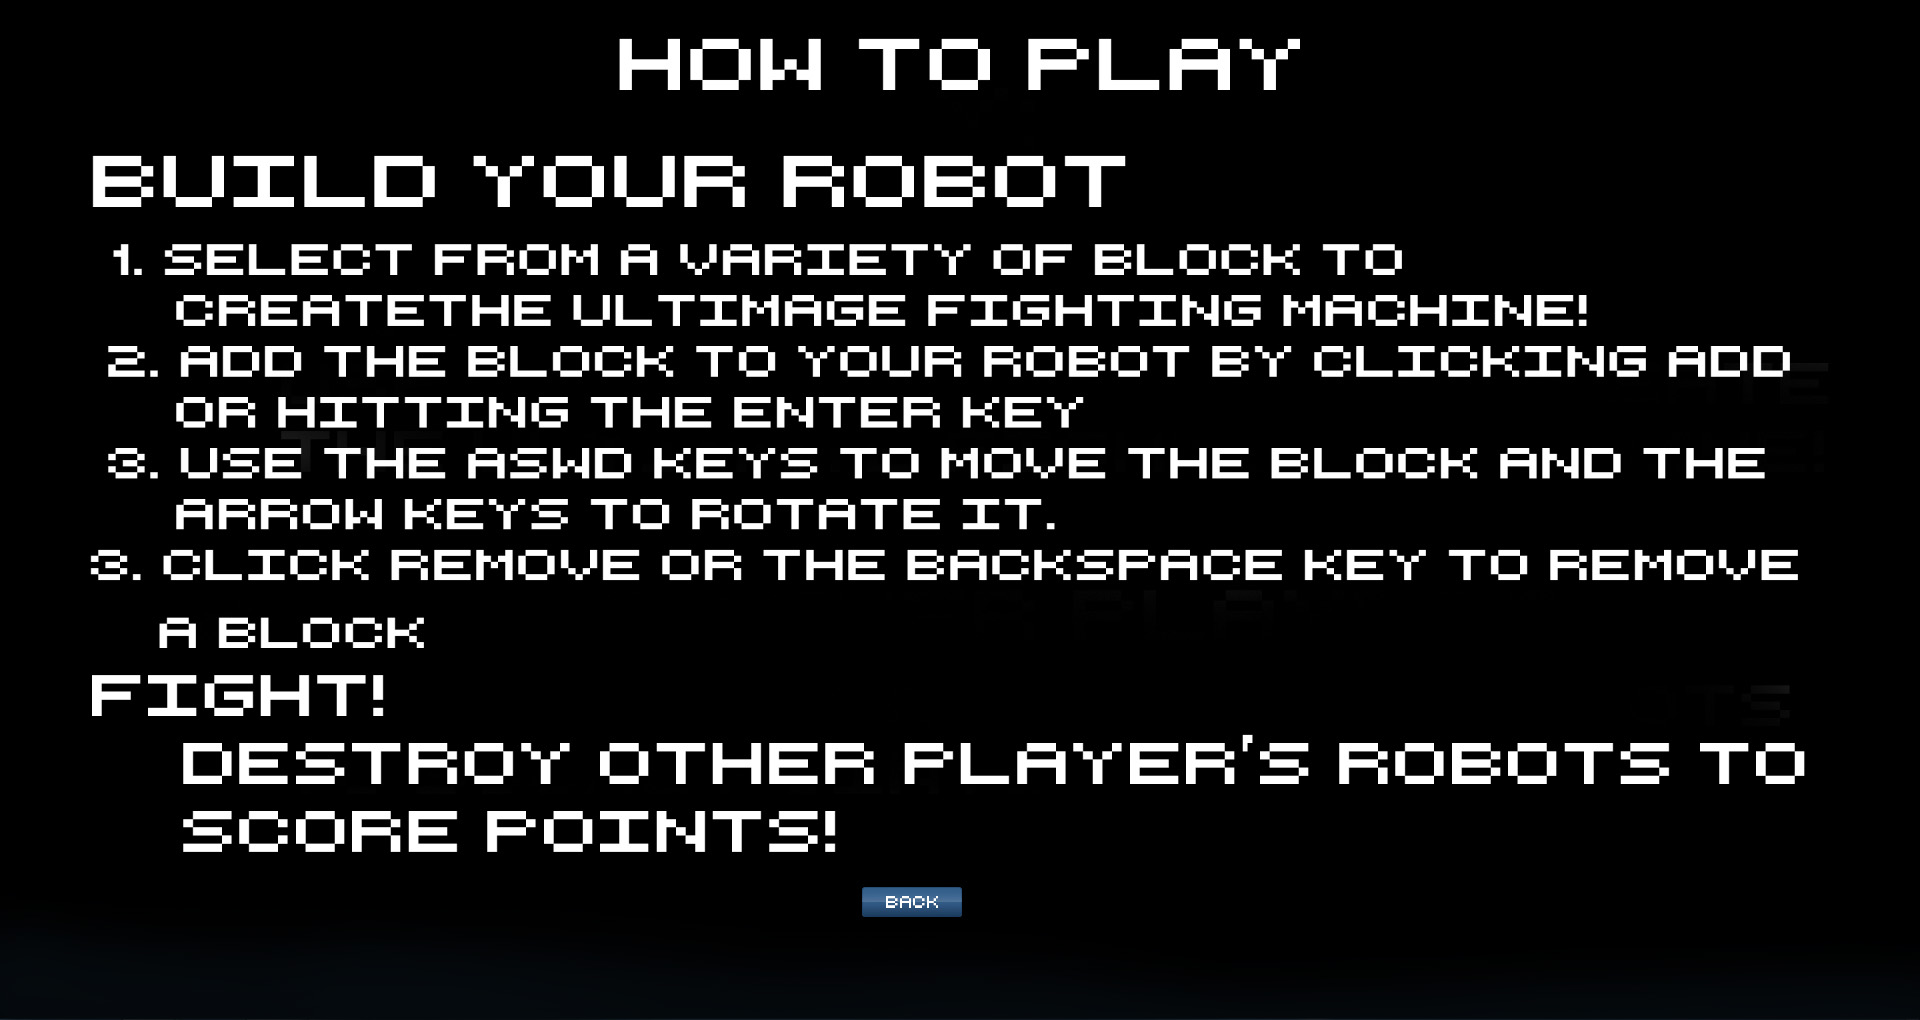 HOW TO PLAY
BUILD YOUR ROBOT
1. SELECT FROM A VARIETY OF BLOCK TO
CREATETHE ULTIMAGE FIGHTING MACHINE!
2. ADD THE BLOCK TO YOUR ROBOT BY CLICKING ADD
OR HITTING THE ENTER KEY
3. USE THE ASWD KEYS TO MOVE THE BLOCK AND THE
ARROW KEYS TO ROTATE IT.
3. CLICK REMOVE OR THE BACKSPACE KEY TO REMOVE
A BLOCK
FIGHT!
DESTROY OTHER PLAYER'S ROBOTS TO
SCORE POINTS!
BACK